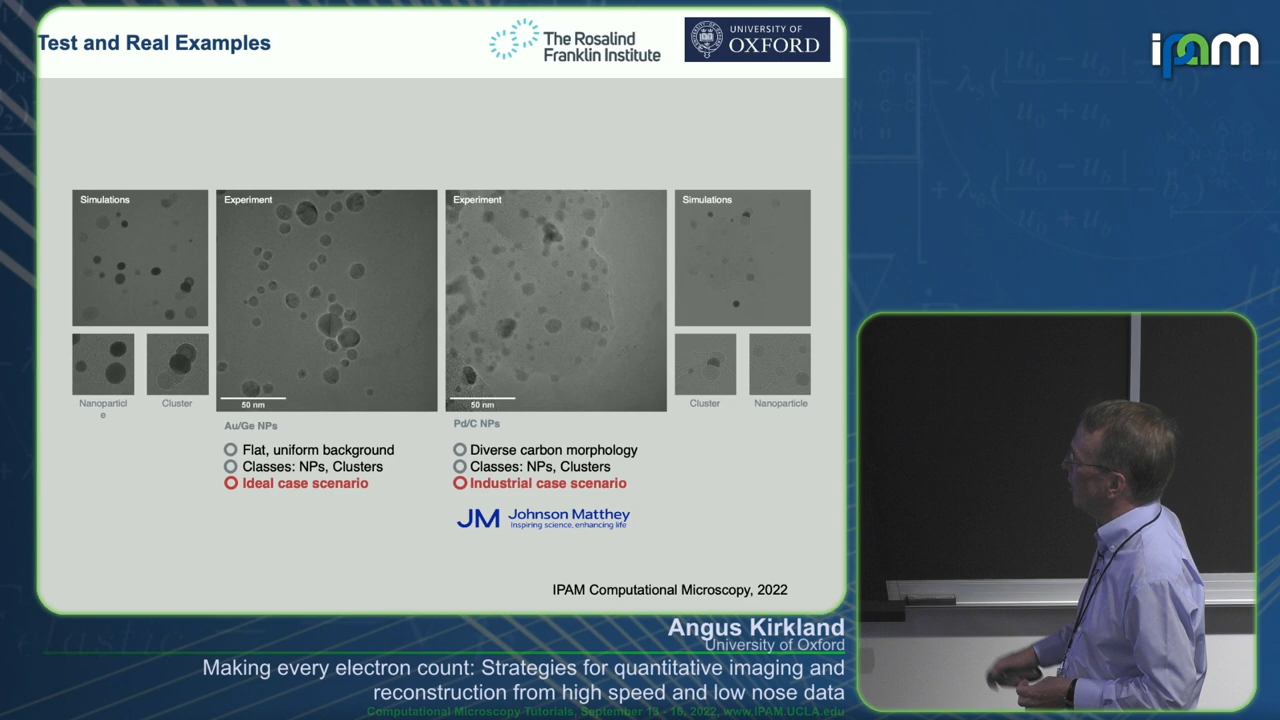 Test and Real Examples
The Rosalind
Franklin Institute
UNIVERSITY OF
OXFORD
ipam
Simulations
Experiment
Experiment
Simulations
50 nm
50 nm
Nanoparticl
e
Cluster
Cluster
Nanoparticle
Au/Ge NPs
Flat, uniform background
Classes: NPs, Clusters
Ideal case scenario
Pd/C NPs
Diverse carbon morphology
Classes: NPs, Clusters
Industrial case scenario
JM Johnson Matthey
Inspiring science, enhancing life
IPAM Computational Microscopy, 2022
Angus Kirkland
University of Oxford
Making every electron count: Strategies for quantitative imaging and
reconstruction from high speed and low nose data
Computational Microscopy Tutorials, September 13 - 16, 2022, www.IPAM.UCLA.edu